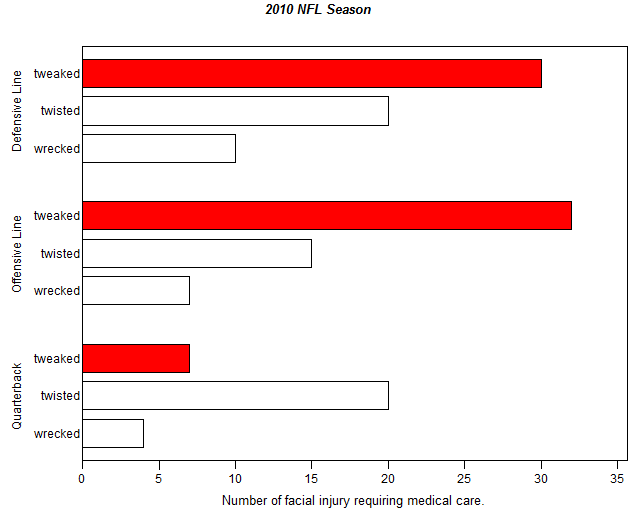 2010 NFL Season
Defensive Line
tweaked
twisted
wrecked
Offensive Line
tweaked
twisted
wrecked
Quarterback
tweaked
twisted
wrecked
0 5 10 15 20 25 30 35
Number of facial injury requiring medical care.